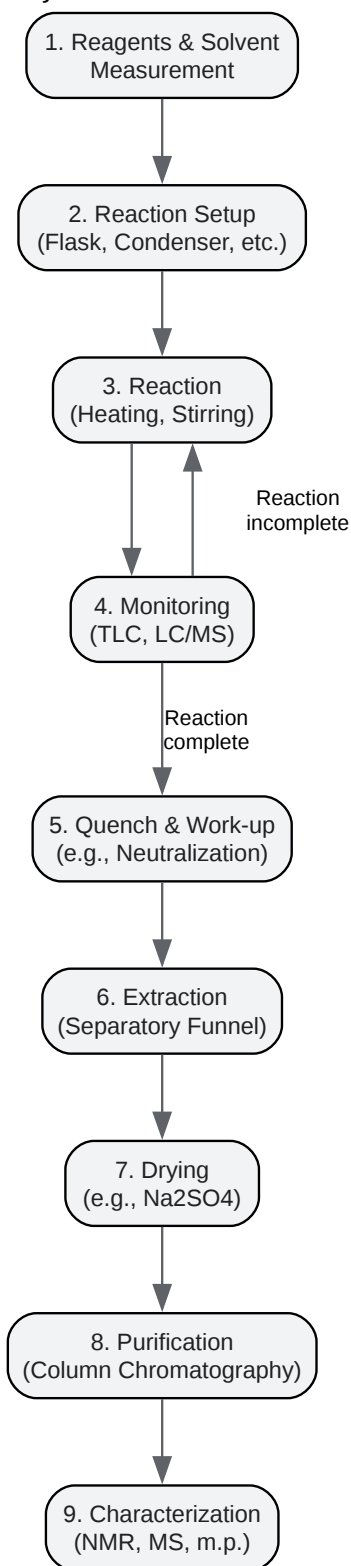 1. Reagents & Solvent
Measurement
2. Reaction Setup
(Flask, Condenser, etc.)
3. Reaction
(Heating, Stirring)
Reaction
incomplete
4. Monitoring
(TLC, LC/MS)
Reaction
complete
5. Quench & Work-up
(e.g., Neutralization)
6. Extraction
(Separatory Funnel)
7. Drying
(e.g., Na2SO4)
8. Purification
(Column Chromatography)
9. Characterization
(NMR, MS, m.p.)